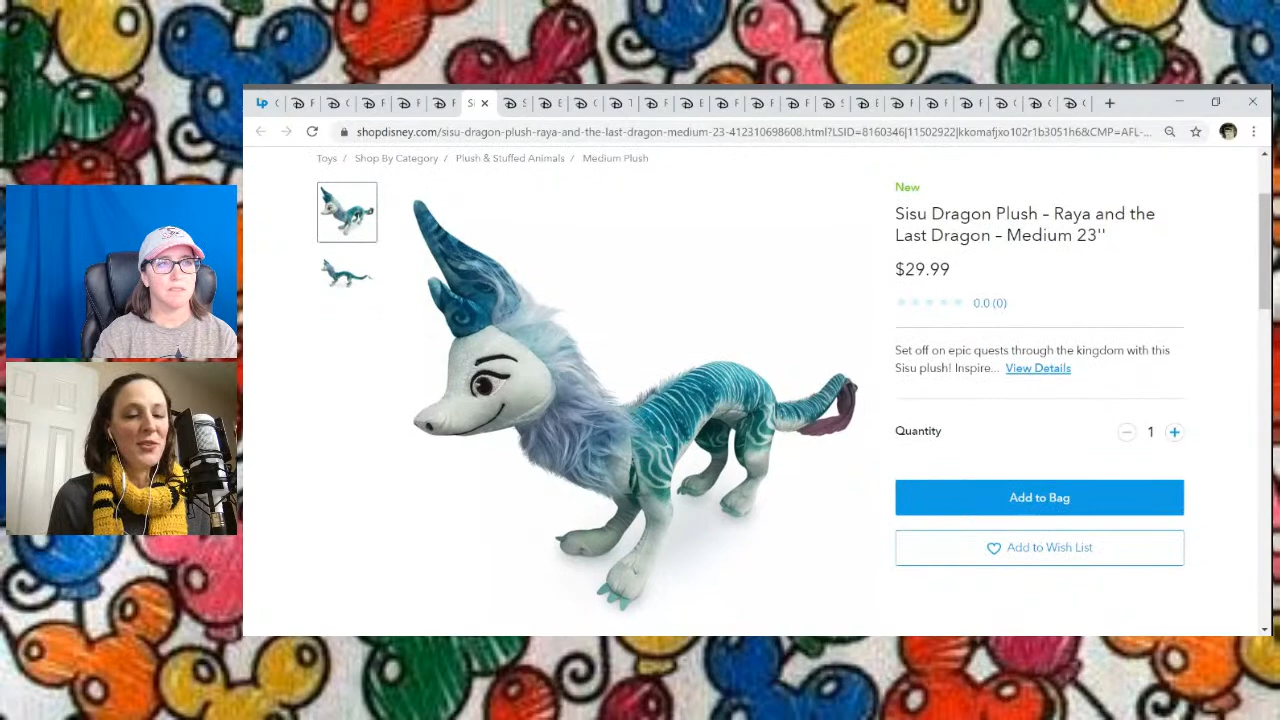 Lp
shopdisney.com/sisu-dragon-plush-raya-and-the-last-dragon-medium-23-412310698608.html?LSID=8160346|11502922|kkomafjxo102r1b3051h6&CMP=AFL-...
Toys / Shop By Category / Plush & Stuffed Animals / Medium Plush
New
Sisu Dragon Plush - Raya and the
Last Dragon - Medium 23''
$29.99
0.0 (0)
Set off on epic quests through the kingdom with this
Sisu plush! Inspire... View Details
Quantity
1
Add to Bag
Add to Wish List